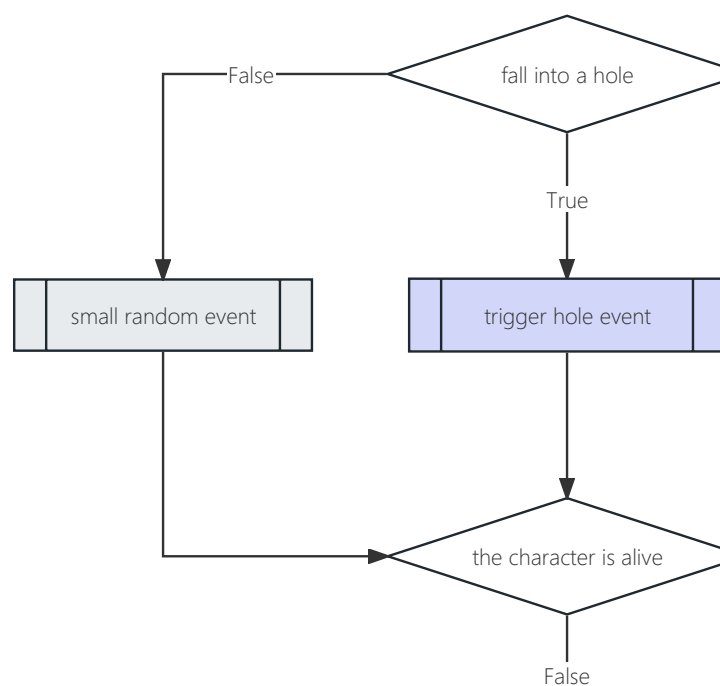 fall into a hole
False
True
small random event
trigger hole event
the character is alive
False